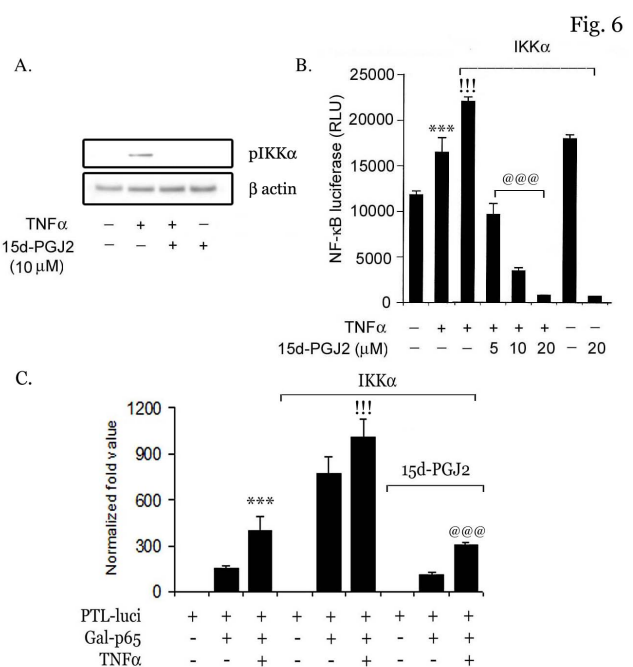 Fig. 6
A.
pIKKα
β actin
TNFα − + + −
15d-PGJ2 − − + +
(10 μM)
B.
IKKα
NF-κB luciferase (RLU)
25000
20000
15000
10000
5000
0
***
!!!
@@@
TNFα − + + + + + − −
15d-PGJ2 (μM) − − − 5 10 20 − 20
C.
IKKα
Normalized fold value
1200
900
600
300
0
***
!!!
15d-PGJ2
@@@
PTL-luci + + + + + + + + +
Gal-p65 - + + - + + - + +
TNFα - - + - - + - - +